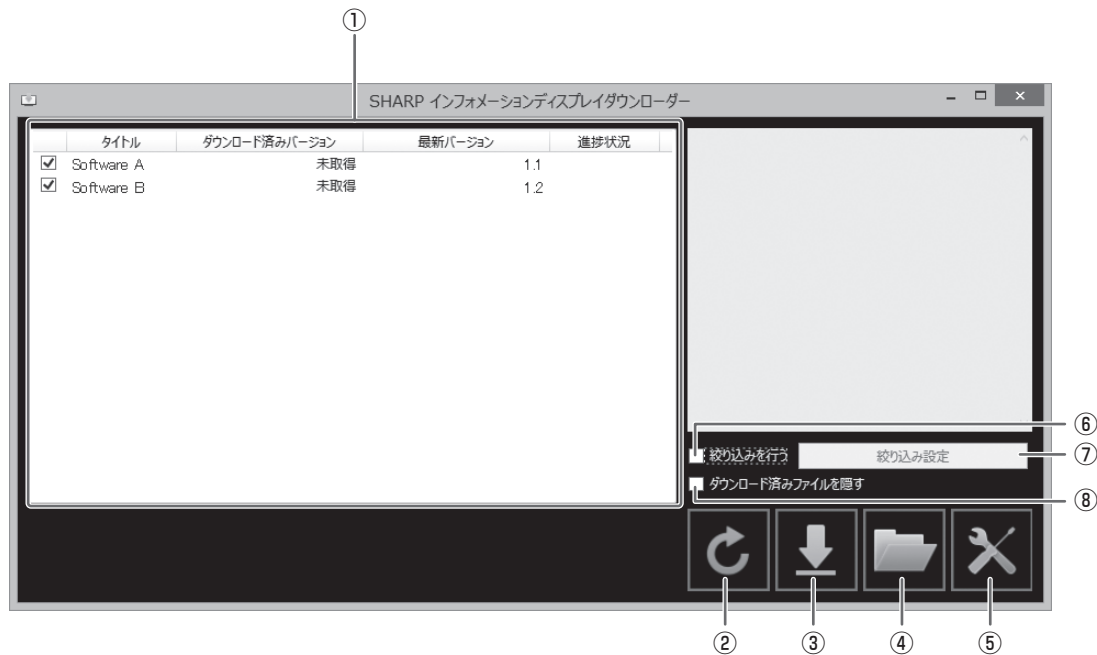 ①
SHARP インフォメーションディスプレイダウンローダー
タイトル ダウンロード済みバージョン 最新バージョン 進捗状況
Software A 未取得 1.1
Software B 未取得 1.2
⑥
絞り込みを行う 絞り込み設定 ⑦
ダウンロード済みファイルを隠す
⑧
② ③ ④ ⑤